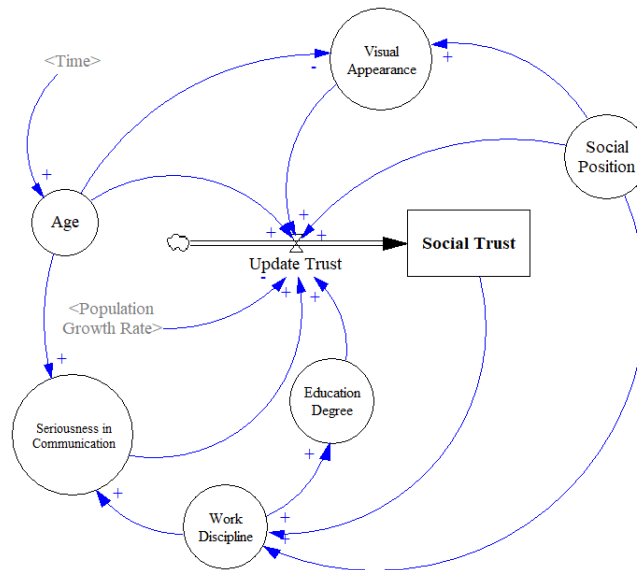 Visual
Appearance
<Time>
-
+
Social
Position
+
Age
+
+
+
Social Trust
Update Trust
<Population
Growth Rate>
-
+
+
+
Education
Degree
Seriousness in
Communication
+
+
+
+
Work
Discipline